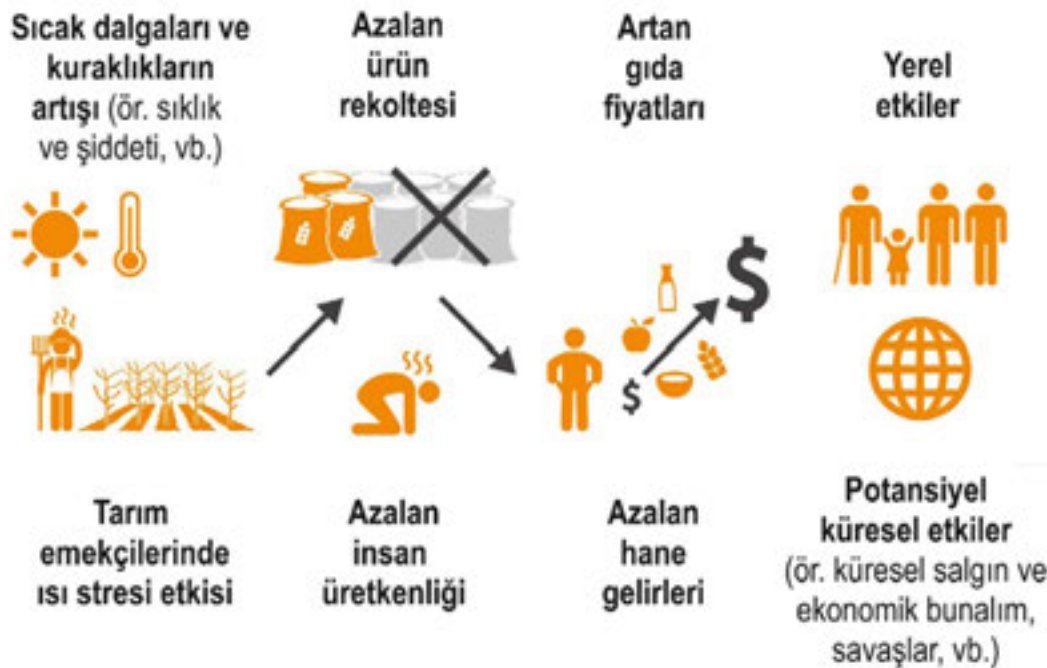 Sıcak dalgaları ve
kuraklıkların
artışı (ör. sıklık
ve şiddeti, vb.)
Azalan
ürün
rekoltesi
Artan
gıda
fiyatları
Yerel
etkiler
$
$
Tarım
emekçilerinde
ısı stresi etkisi
Azalan
insan
üretkenliği
Azalan
hane
gelirleri
Potansiyel
küresel etkiler
(ör. küresel salgın ve
ekonomik bunalım,
savaşlar, vb.)